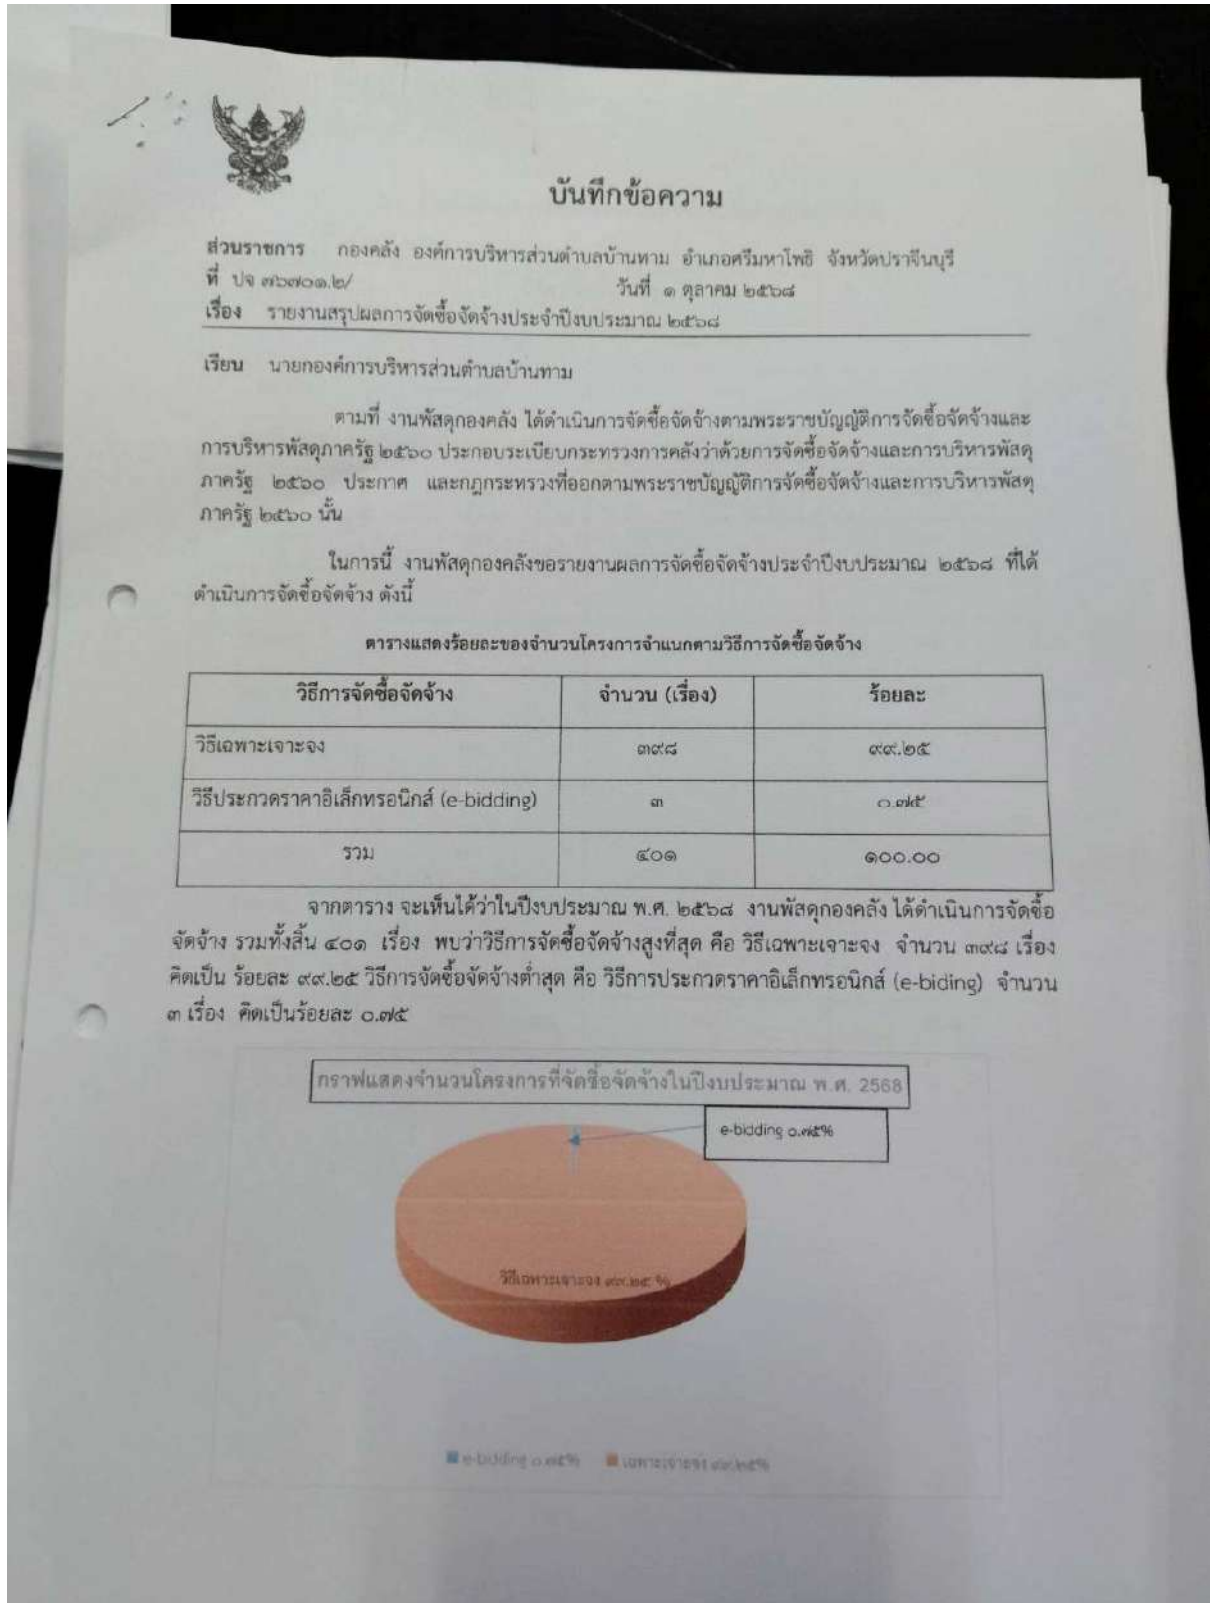 บันทึกข้อความ
ส่วนราชการ กองคลัง องค์การบริหารส่วนตำบลบ้านทาม อำเภอศรีมหาโพธิ จังหวัดปราจีนบุรี
ที่ ปจ ๗๖๗๐๑.๒/ วันที่ ๑ ตุลาคม ๒๕๖๘
เรื่อง รายงานสรุปผลการจัดซื้อจัดจ้างประจำปีงบประมาณ ๒๕๖๘
เรียน นายกองค์การบริหารส่วนตำบลบ้านทาม
ตามที่ งานพัสดุกองคลัง ได้ดำเนินการจัดซื้อจัดจ้างตามพระราชบัญญัติการจัดซื้อจัดจ้างและ
การบริหารพัสดุภาครัฐ ๒๕๖๐ ประกอบระเบียบกระทรวงการคลังว่าด้วยการจัดซื้อจัดจ้างและการบริหารพัสดุ
ภาครัฐ ๒๕๖๐ ประกาศ และกฎกระทรวงที่ออกตามพระราชบัญญัติการจัดซื้อจัดจ้างและการบริหารพัสดุ
ภาครัฐ ๒๕๖๐ นั้น
ในการนี้ งานพัสดุกองคลังขอรายงานผลการจัดซื้อจัดจ้างประจำปีงบประมาณ ๒๕๖๘ ที่ได้
ดำเนินการจัดซื้อจัดจ้าง ดังนี้
ตารางแสดงร้อยละของจำนวนโครงการจำแนกตามวิธีการจัดซื้อจัดจ้าง
วิธีการจัดซื้อจัดจ้าง จำนวน (เรื่อง) ร้อยละ
วิธีเฉพาะเจาะจง ๓๙๘ ๙๙.๒๕
วิธีประกวดราคาอิเล็กทรอนิกส์ (e-bidding) ๓ ๐.๗๕
รวม ๔๐๑ ๑๐๐.๐๐
จากตาราง จะเห็นได้ว่าในปีงบประมาณ พ.ศ. ๒๕๖๘ งานพัสดุกองคลัง ได้ดำเนินการจัดซื้อ
จัดจ้าง รวมทั้งสิ้น ๔๐๑ เรื่อง พบว่าวิธีการจัดซื้อจัดจ้างสูงที่สุด คือ วิธีเฉพาะเจาะจง จำนวน ๓๙๘ เรื่อง
คิดเป็น ร้อยละ ๙๙.๒๕ วิธีการจัดซื้อจัดจ้างต่ำสุด คือ วิธีการประกวดราคาอิเล็กทรอนิกส์ (e-biding) จำนวน
๓ เรื่อง คิดเป็นร้อยละ ๐.๗๕
กราฟแสดงจำนวนโครงการที่จัดซื้อจัดจ้างในปีงบประมาณ พ.ศ. 2568
e-bidding ๐.๗๕%
วิธีเฉพาะเจาะจง ๙๙.๒๕ %
e-bidding ๐.๗๕% เฉพาะเจาะจง ๙๙.๒๕%